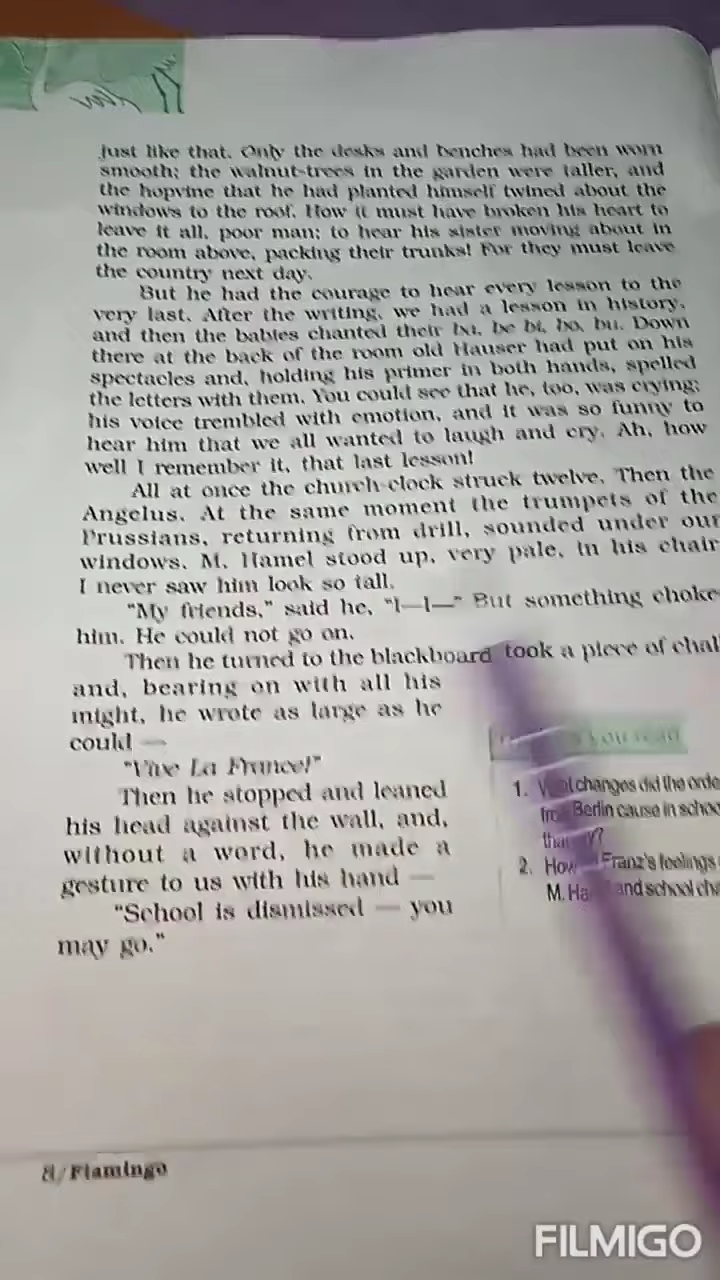 just like that. Only the desks and benches had been worn
smooth; the walnut-trees in the garden were taller, and
the hopvine that he had planted himself twined about the
windows to the roof. How it must have broken his heart to
leave it all, poor man; to hear his sister moving about in
the room above, packing their trunks! For they must leave
the country next day.
But he had the courage to hear every lesson to the
very last. After the writing, we had a lesson in history,
and then the babies chanted their ba, be bi, bo, bu. Down
there at the back of the room old Hauser had put on his
spectacles and, holding his primer in both hands, spelled
the letters with them. You could see that he, too, was crying;
his voice trembled with emotion, and it was so funny to
hear him that we all wanted to laugh and cry. Ah, how
well I remember it, that last lesson!
All at once the church-clock struck twelve. Then the
Angelus. At the same moment the trumpets of the
Prussians, returning from drill, sounded under our
windows. M. Hamel stood up, very pale, in his chair
I never saw him look so tall.
"My friends," said he, "I—I—" But something choke
him. He could not go on.
Then he turned to the blackboard took a piece of chal
and, bearing on with all his
might, he wrote as large as he
could —
"Vive La France!"
Then he stopped and leaned
his head against the wall, and,
without a word, he made a
gesture to us with his hand —
"School is dismissed — you
may go."
you read
1. changes did the orde
Berlin cause in schoo
2. How Franz's feelings
M. Ha and school cha
8/Flamingo
FILMIGO